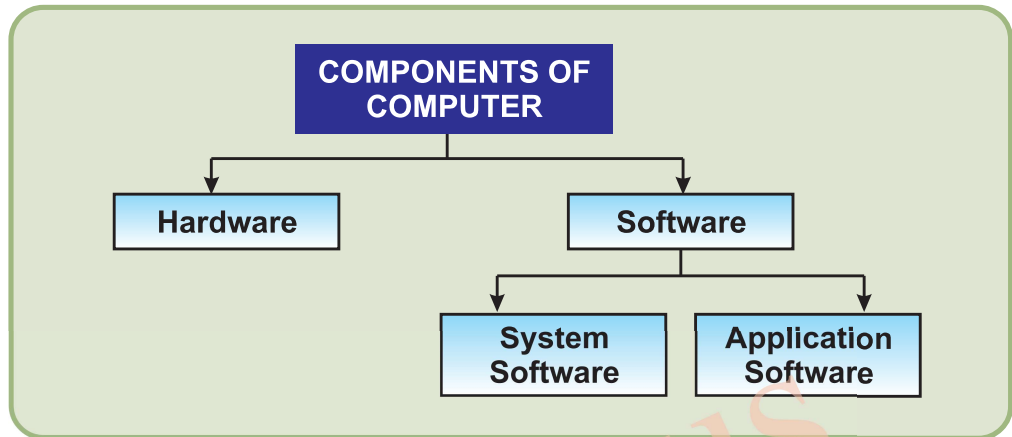 COMPONENTS OF
COMPUTER
Hardware
Software
System
Software
Application
Software